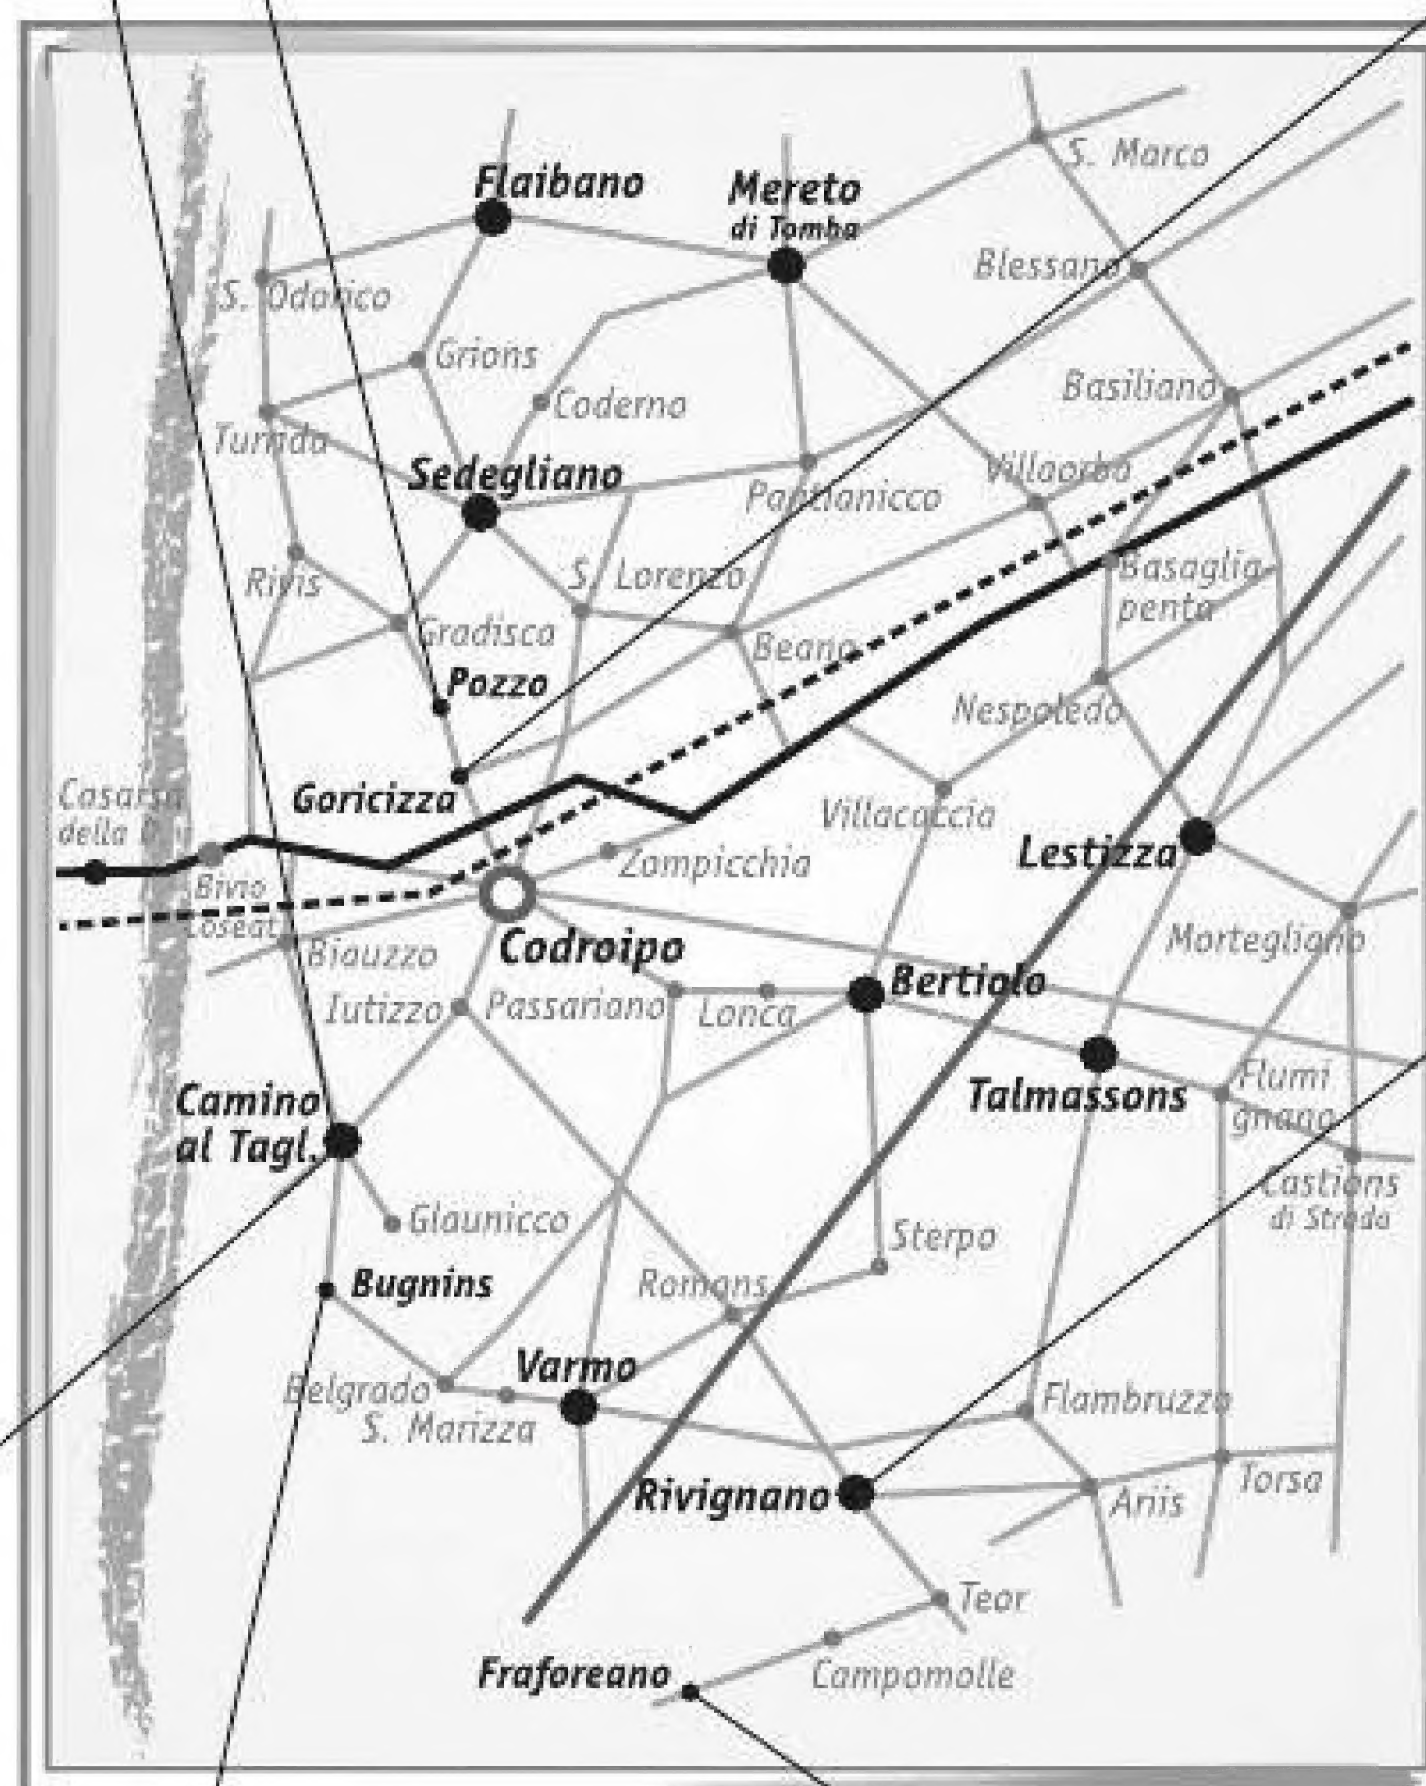 S. Marco
Flaibano
Mereto
di Tomba
Blessano
S. Odorico
Grions
Basiliano
Coderno
Turrida
Sedegliano
Villaorba
Pantianicco
Rivis
S. Lorenzo
Basaglia
penta
Gradisca
Beano
Pozzo
Nespoledo
Casarsa
della
Goricizza
Villacaccia
Lestizza
Zompicchia
Bivio
Coseat
Biauzzo
Codroipo
Mortegliano
Bertiolo
Iutizzo
Passariano
Lonca
Flumi
gnano
Camino
al Tagl.
Talmassons
Castions
di Strada
Glaunicco
Sterpo
Bugnins
Romans
Varmo
Belgrado
S. Marizza
Flambruzzo
Rivignano
Torsa
Ariis
Teor
Fraforeano
Campomolle